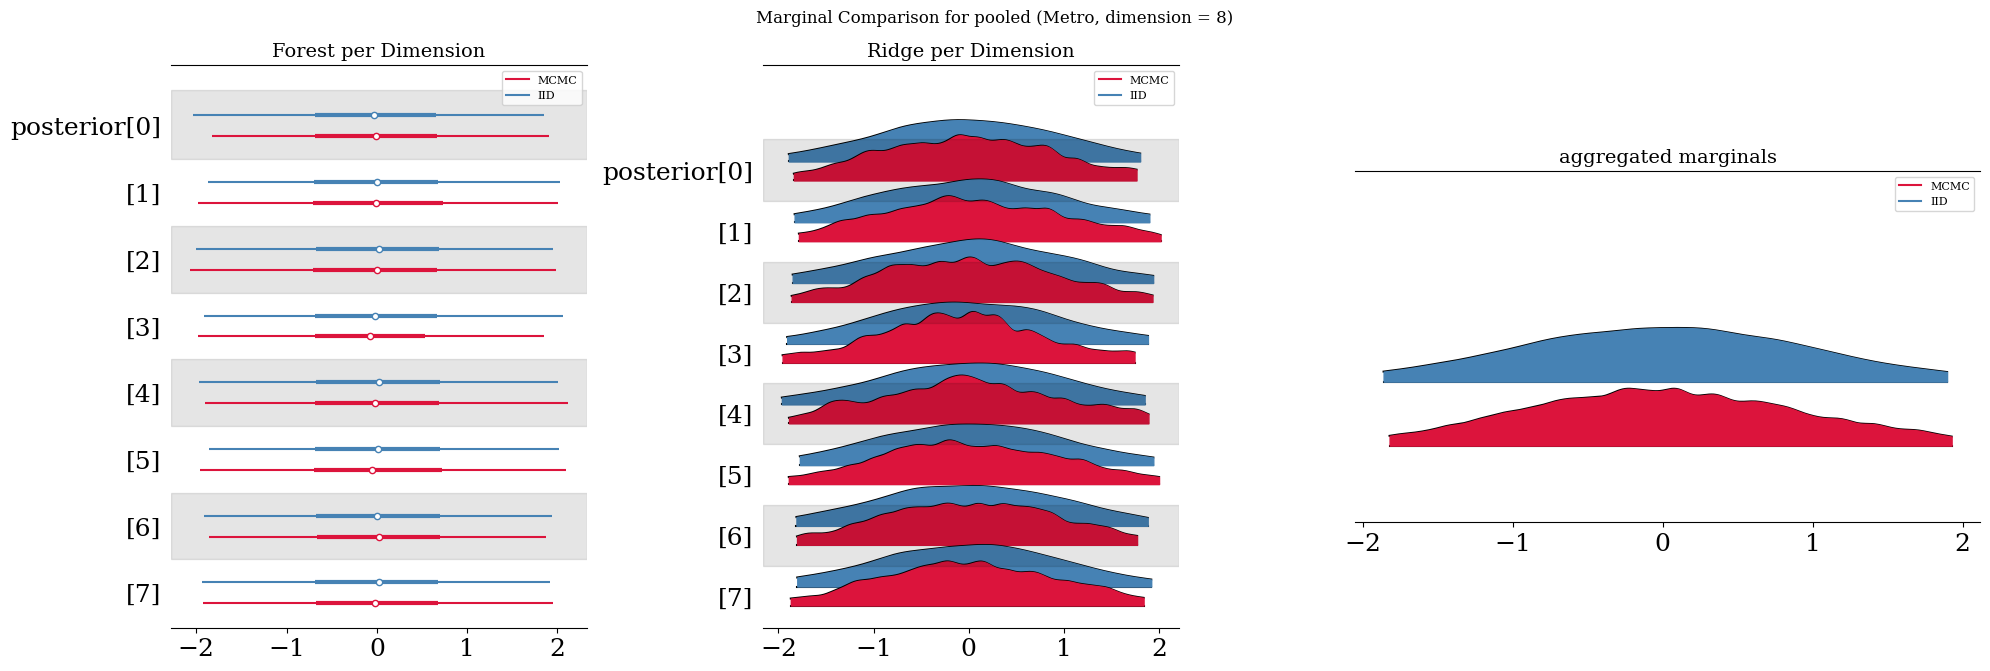 Marginal Comparison for pooled (Metro, dimension = 8)
Forest per Dimension
MCMC
IID
posterior[0]
[1]
[2]
[3]
[4]
[5]
[6]
[7]
−2 −1 0 1 2
Ridge per Dimension
MCMC
IID
posterior[0]
[1]
[2]
[3]
[4]
[5]
[6]
[7]
−2 −1 0 1 2
aggregated marginals
MCMC
IID
−2 −1 0 1 2